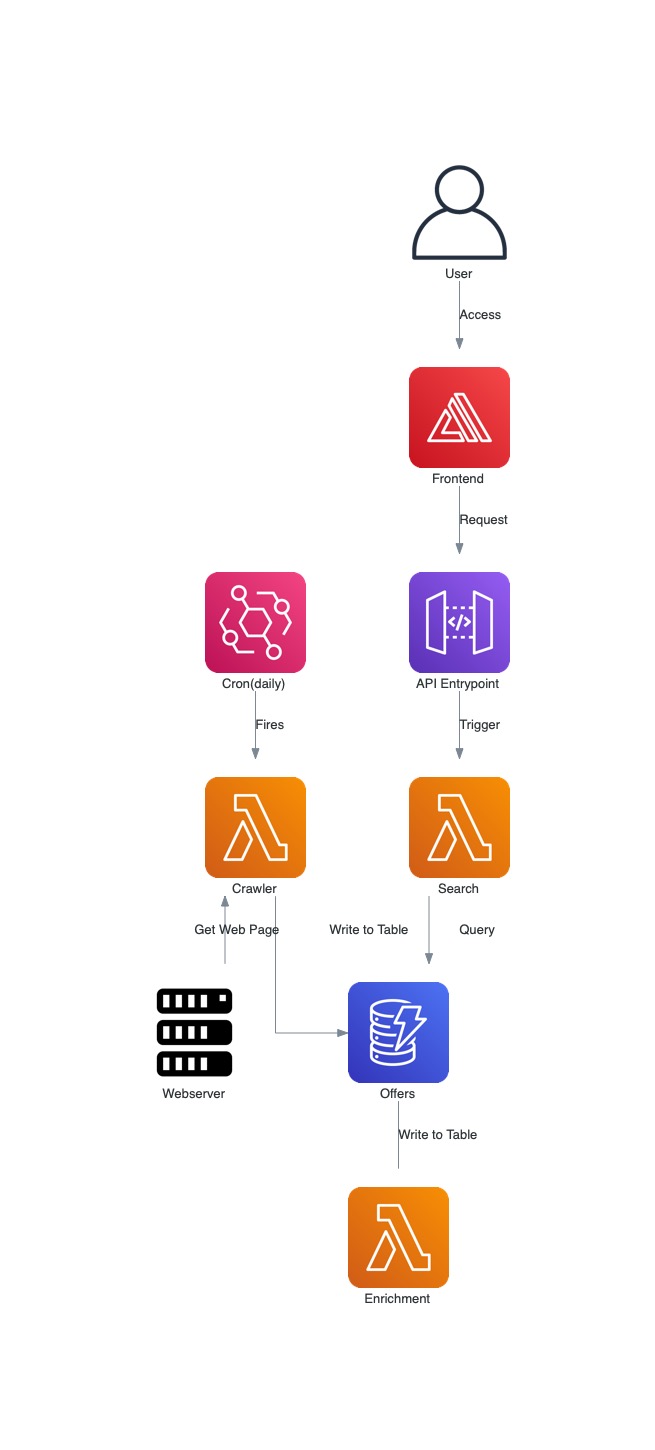 User
Access
Frontend
Request
Cron(daily)
API Entrypoint
Fires
Trigger
Crawler
Search
Get Web Page
Write to Table
Query
Webserver
Offers
Write to Table
Enrichment